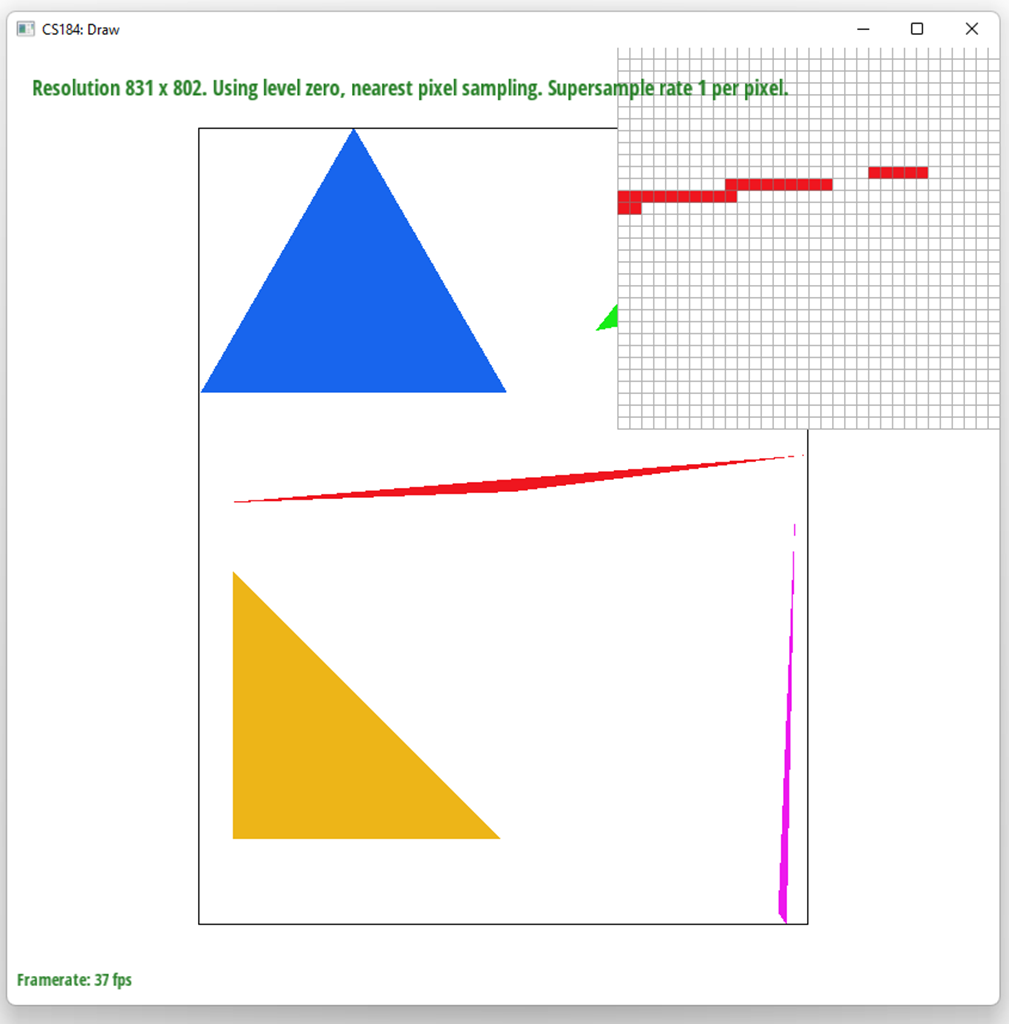 CS184: Draw
Resolution 831 x 802. Using level zero, nearest pixel sampling. Supersample rate 1 per pixel.
Framerate: 37 fps